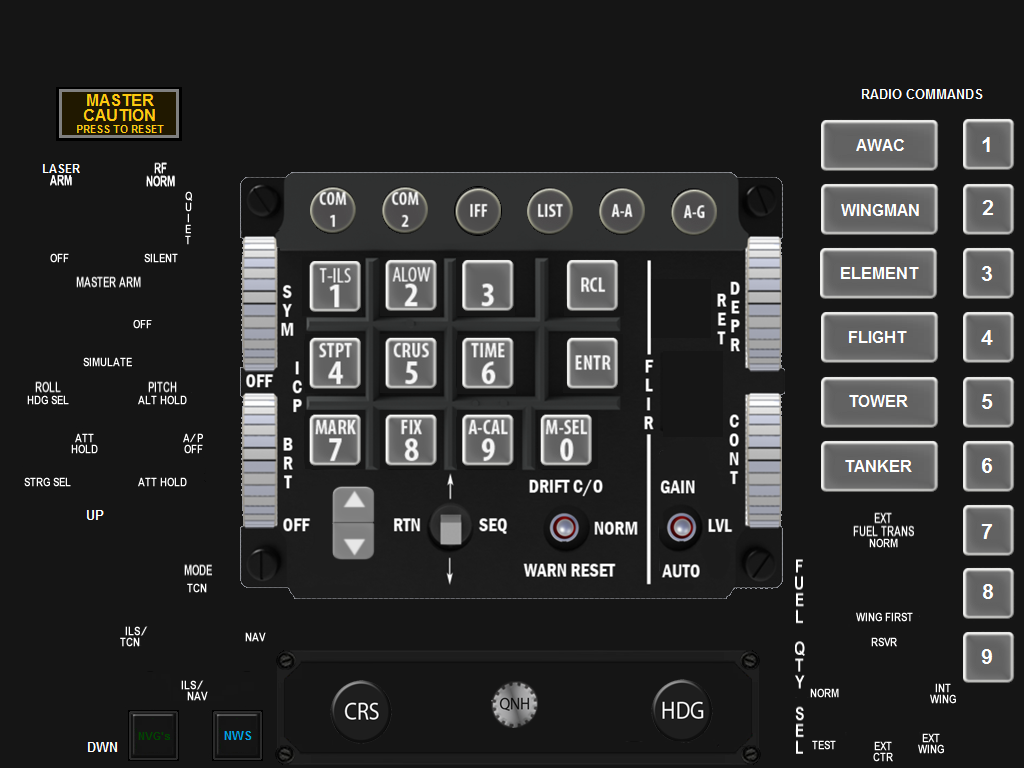 MASTER
CAUTION
PRESS TO RESET
LASER
ARM
RF
NORM
QUIET
OFF
SILENT
MASTER ARM
OFF
SIMULATE
ROLL
HDG SEL
PITCH
ALT HOLD
ATT
HOLD
A/P
OFF
STRG SEL
ATT HOLD
UP
MODE
TCN
ILS/
TCN
NAV
ILS/
NAV
DWN
NVG's
NWS
COM
1
COM
2
IFF
LIST
A-A
A-G
SYM
OFF
ICP
BRT
OFF
T-ILS
1
ALOW
2
3
RCL
STPT
4
CRUS
5
TIME
6
ENTR
MARK
7
FIX
8
A-CAL
9
M-SEL
0
RTN
SEQ
DRIFT C/O
NORM
WARN RESET
FLIR
RET
DEPR
CONT
GAIN
LVL
AUTO
CRS
QNH
HDG
RADIO COMMANDS
AWAC
1
WINGMAN
2
ELEMENT
3
FLIGHT
4
TOWER
5
TANKER
6
7
8
9
EXT
FUEL TRANS
NORM
WING FIRST
FUEL QTY SEL
RSVR
NORM
INT
WING
TEST
EXT
CTR
EXT
WING